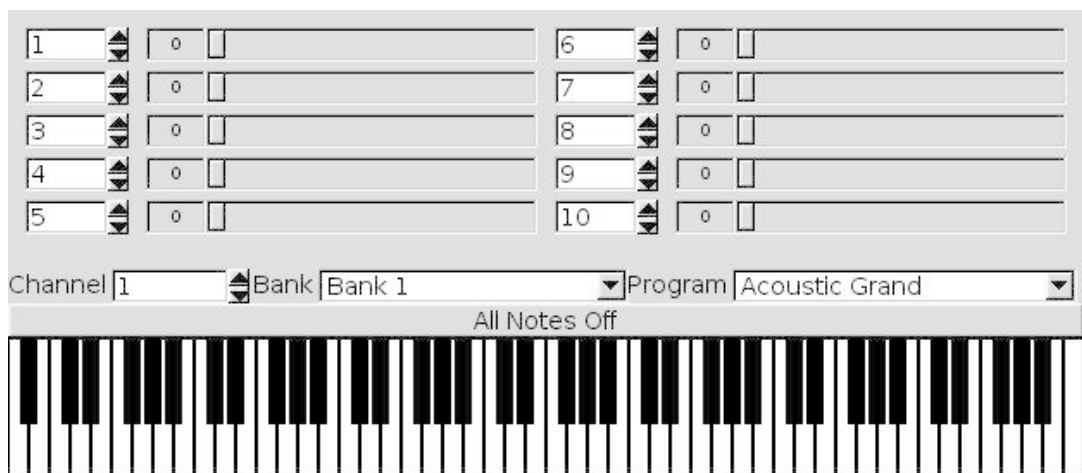 1 0 6 0
2 0 7 0
3 0 8 0
4 0 9 0
5 0 10 0
Channel 1 Bank Bank 1 Program Acoustic Grand
All Notes Off